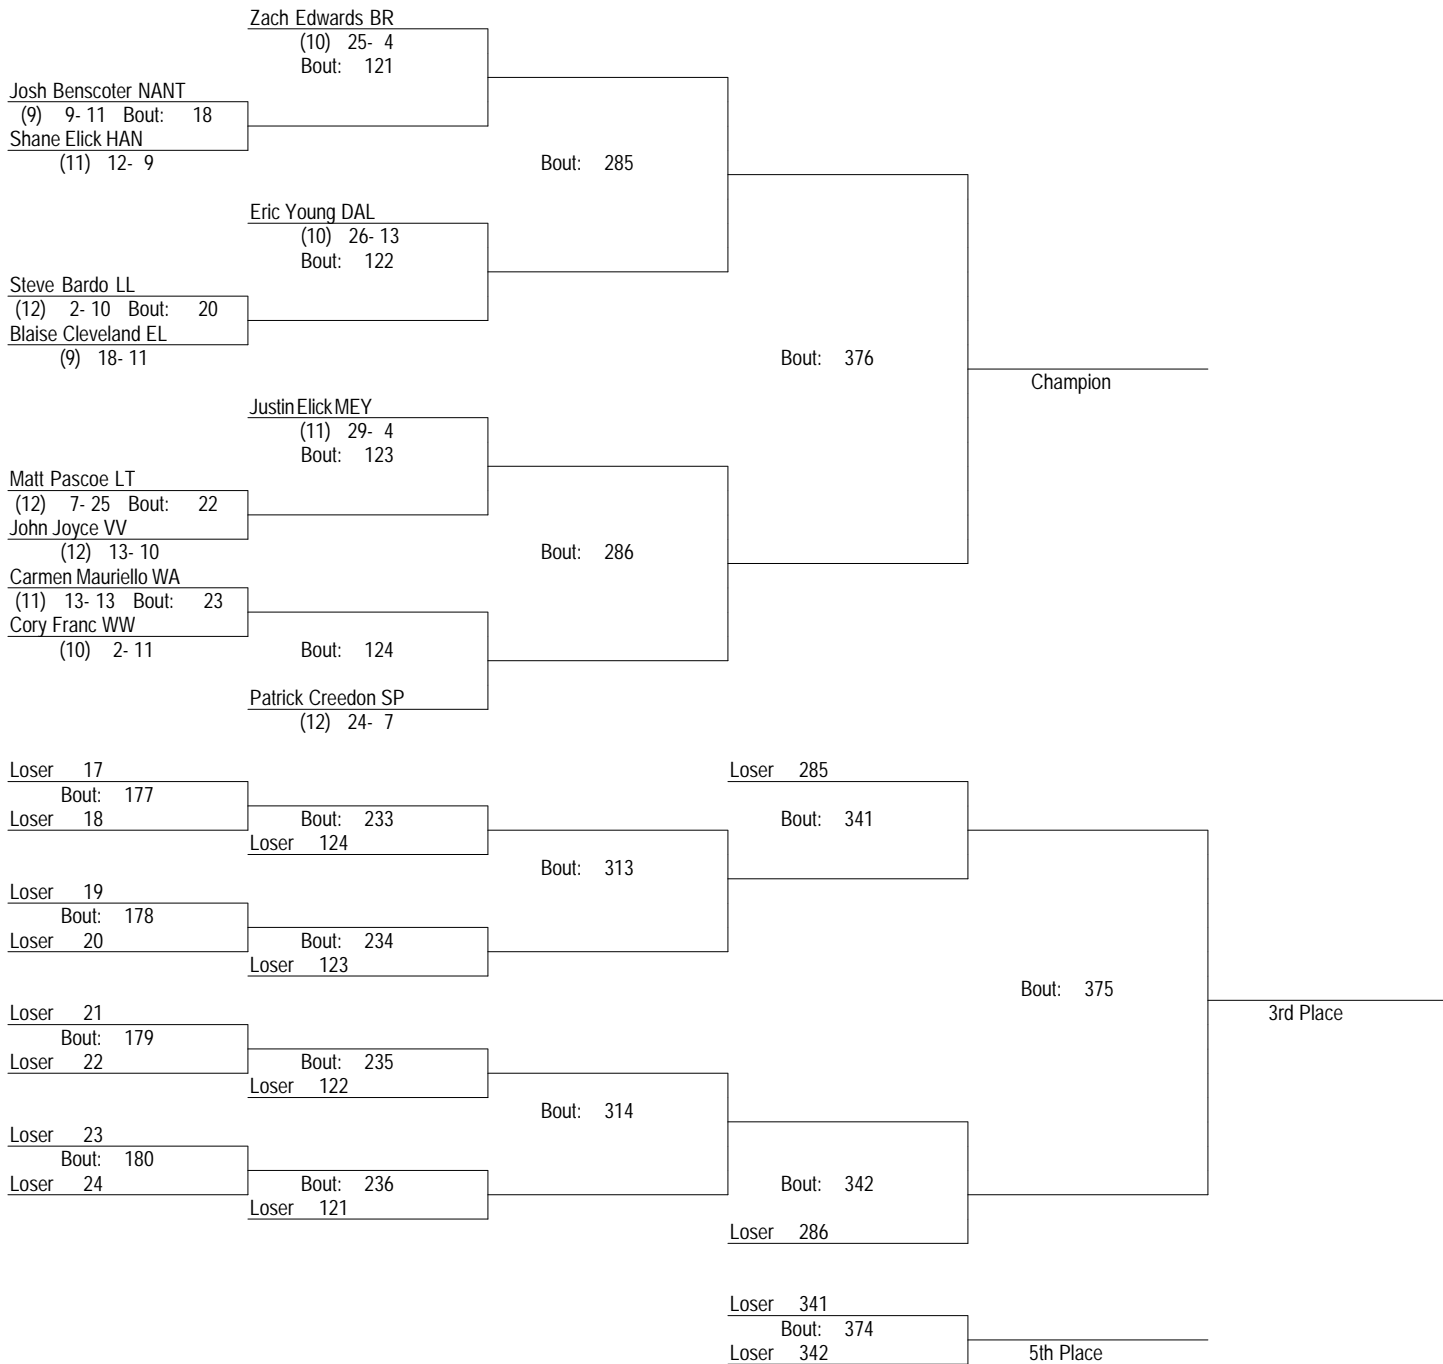 Zach Edwards BR
(10) 25- 4
Bout: 121
Josh Benscoter NANT
(9) 9- 11 Bout: 18
Shane Elick HAN
(11) 12- 9
Bout: 285
Eric Young DAL
(10) 26- 13
Bout: 122
Steve Bardo LL
(12) 2- 10 Bout: 20
Blaise Cleveland EL
(9) 18- 11
Bout: 376
Champion
Justin Elick MEY
(11) 29- 4
Bout: 123
Matt Pascoe LT
(12) 7- 25 Bout: 22
John Joyce VV
(12) 13- 10
Bout: 286
Carmen Mauriello WA
(11) 13- 13 Bout: 23
Cory Franc WW
(10) 2- 11
Bout: 124
Patrick Creedon SP
(12) 24- 7
Loser 17
Bout: 177
Loser 18
Bout: 233
Loser 124
Loser 285
Bout: 341
Bout: 313
Loser 19
Bout: 178
Loser 20
Bout: 234
Loser 123
Bout: 375
3rd Place
Loser 21
Bout: 179
Loser 22
Bout: 235
Loser 122
Bout: 314
Loser 23
Bout: 180
Loser 24
Bout: 236
Loser 121
Bout: 342
Loser 286
Loser 341
Bout: 374
Loser 342
5th Place